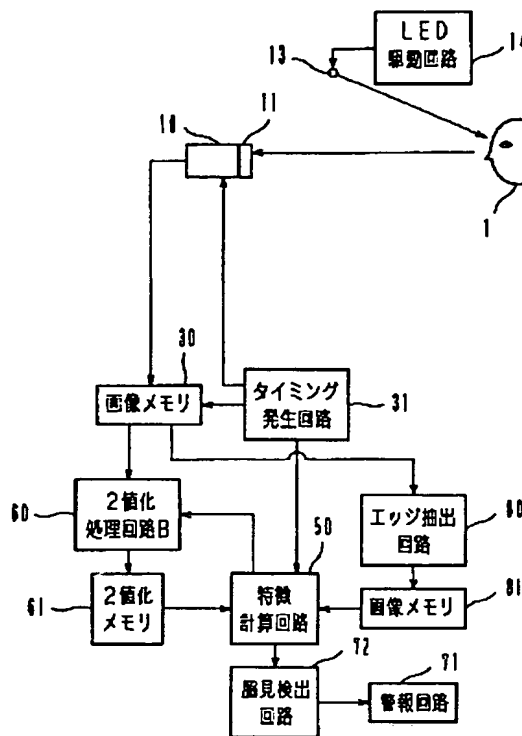 LED
駆動回路
14
13
10
11
1
30
画像メモリ
タイミング
発生回路
31
60
2値化
処理回路B
50
エッジ抽出
回路
80
61
2値化
メモリ
特徴
計算回路
画像メモリ
81
72
脇見検出
回路
71
警報回路